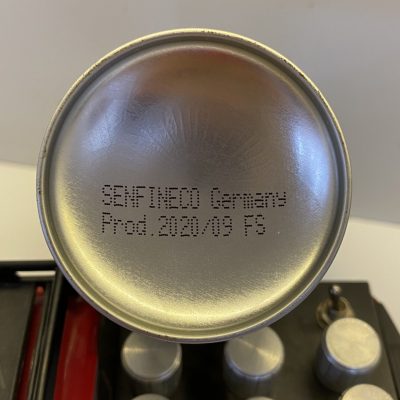 SENFINECO Germany
Prod.2020/09 FS